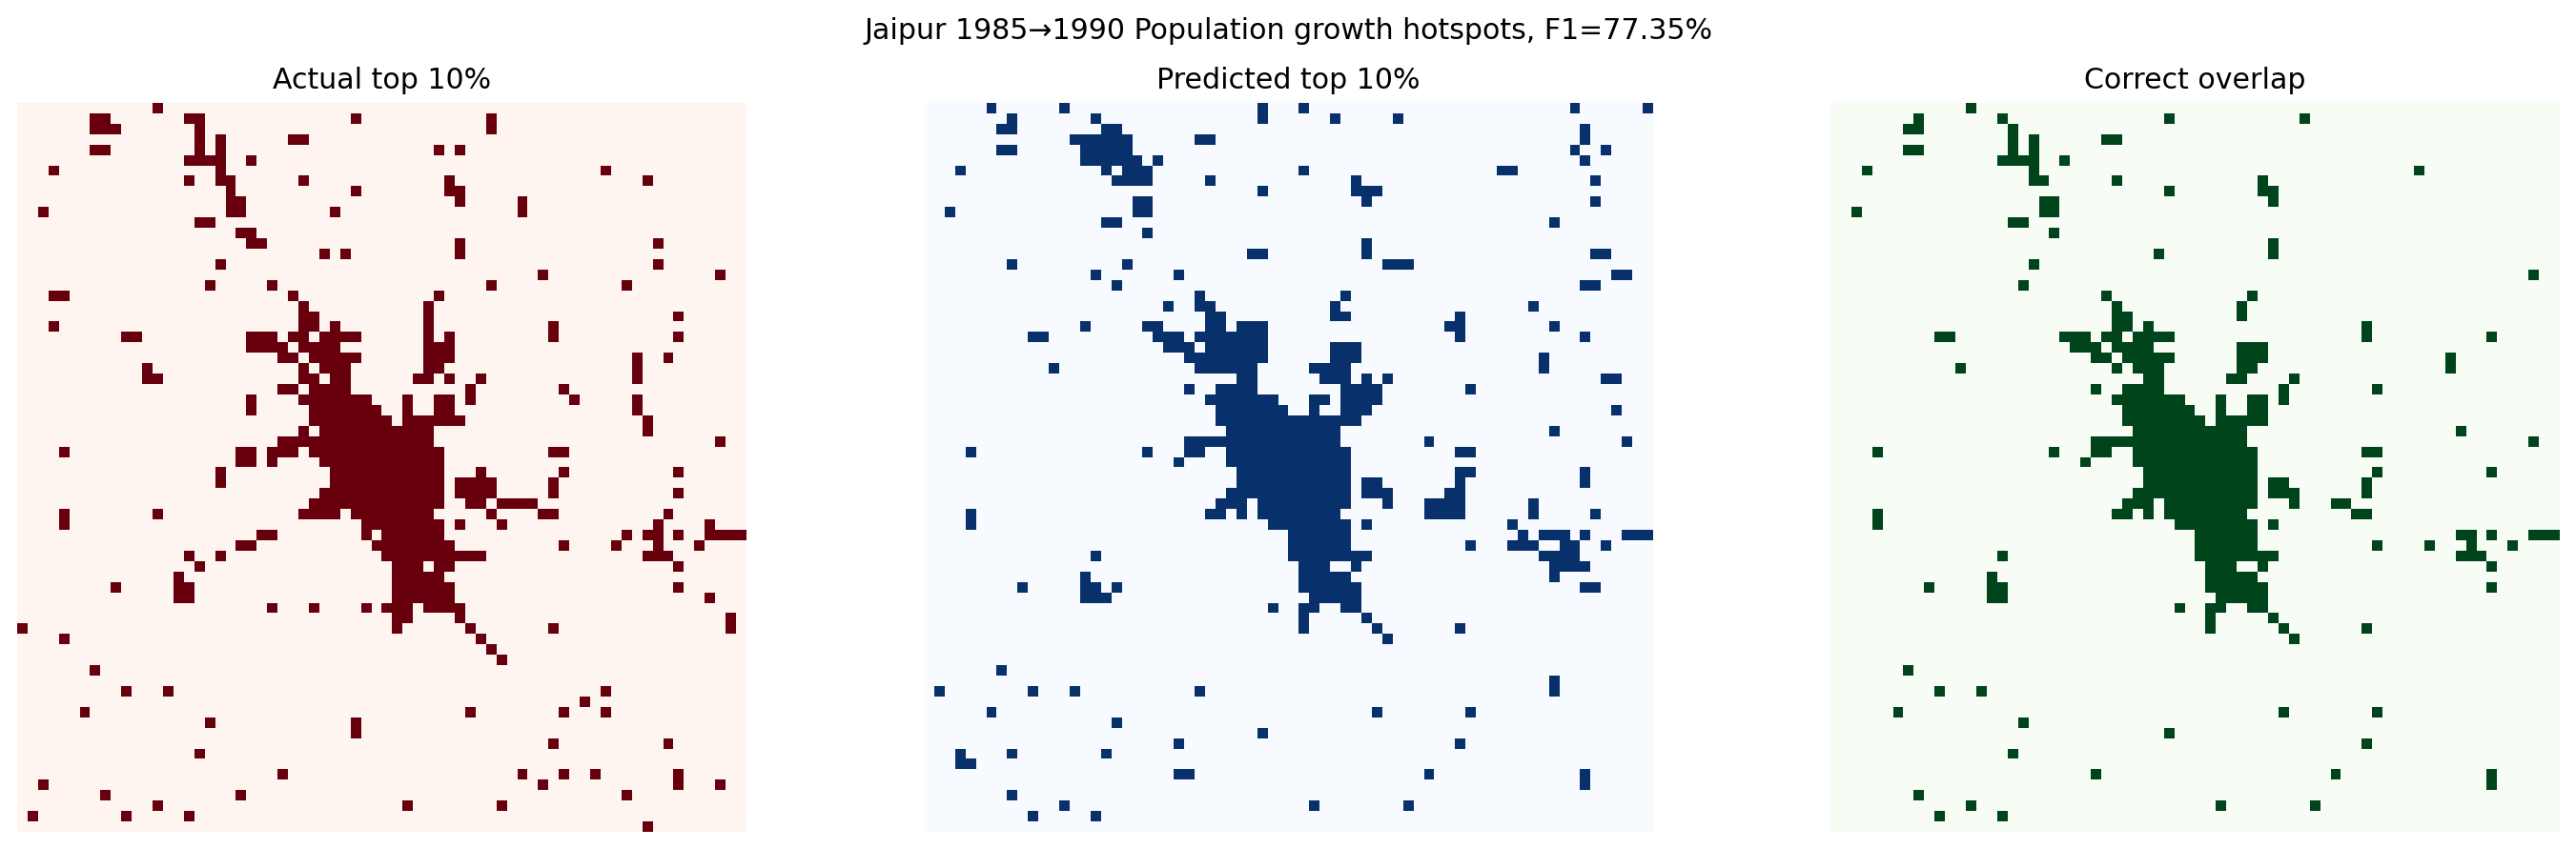 Jaipur 1985→1990 Population growth hotspots, F1=77.35%
Actual top 10%
Predicted top 10%
Correct overlap